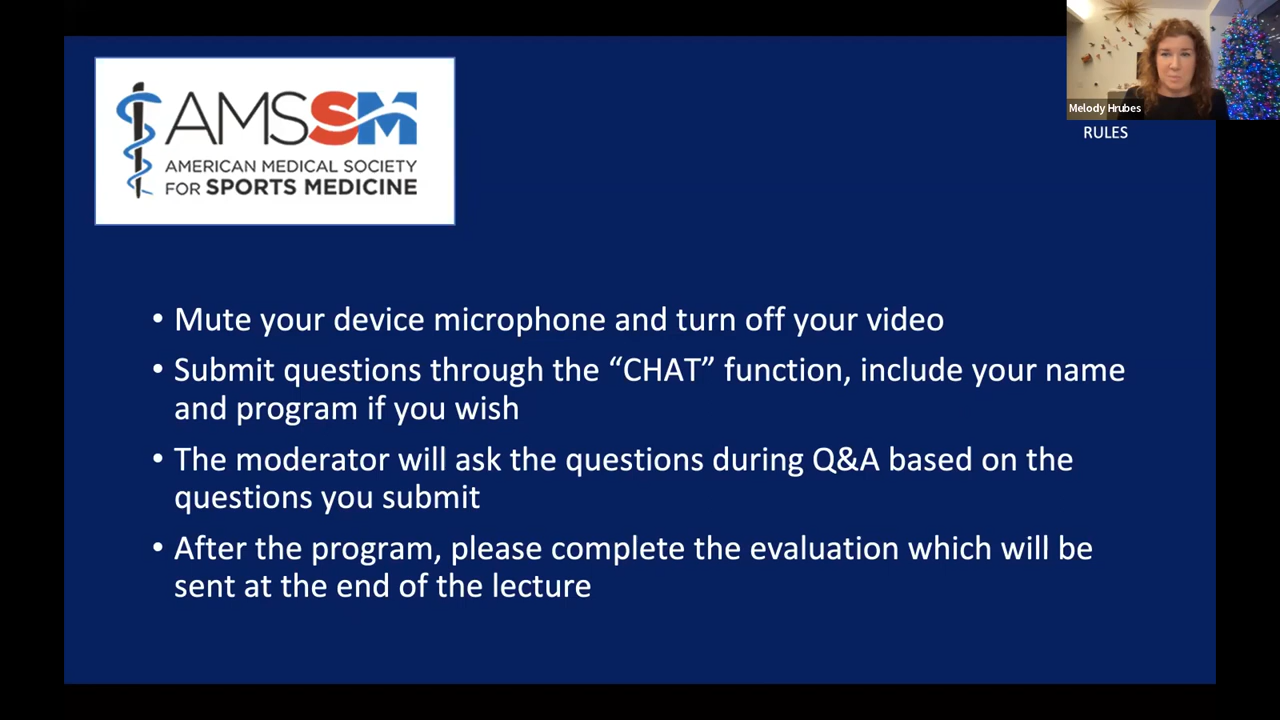 AMSSM
AMERICAN MEDICAL SOCIETY
FOR SPORTS MEDICINE
Melody Hrubes
RULES
• Mute your device microphone and turn off your video
• Submit questions through the “CHAT” function, include your name
and program if you wish
• The moderator will ask the questions during Q&A based on the
questions you submit
• After the program, please complete the evaluation which will be
sent at the end of the lecture